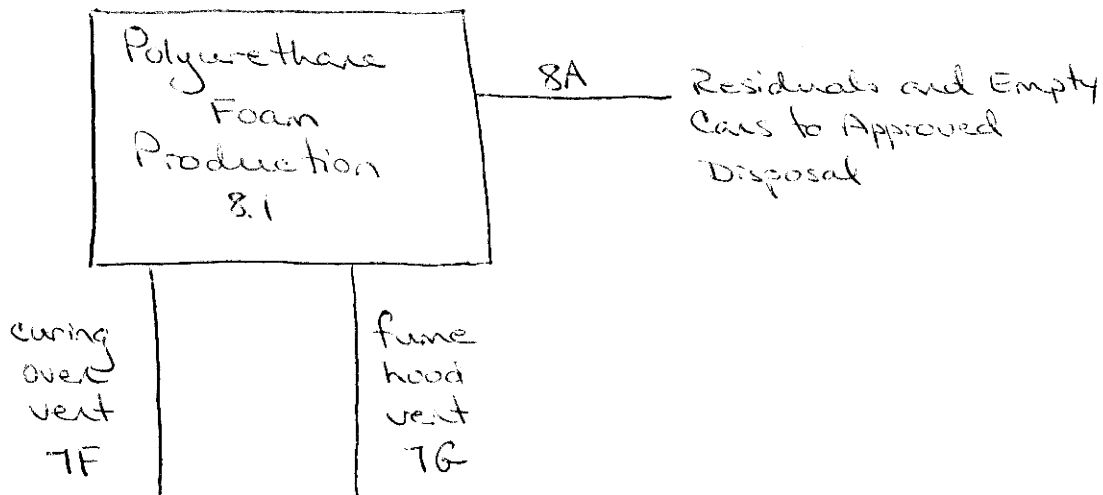 Polyurethane
Foam
Production
8.1
8A
Residuals and Empty
Cans to Approved
Disposal
curing
oven
vent
7F
fume
hood
vent
7G